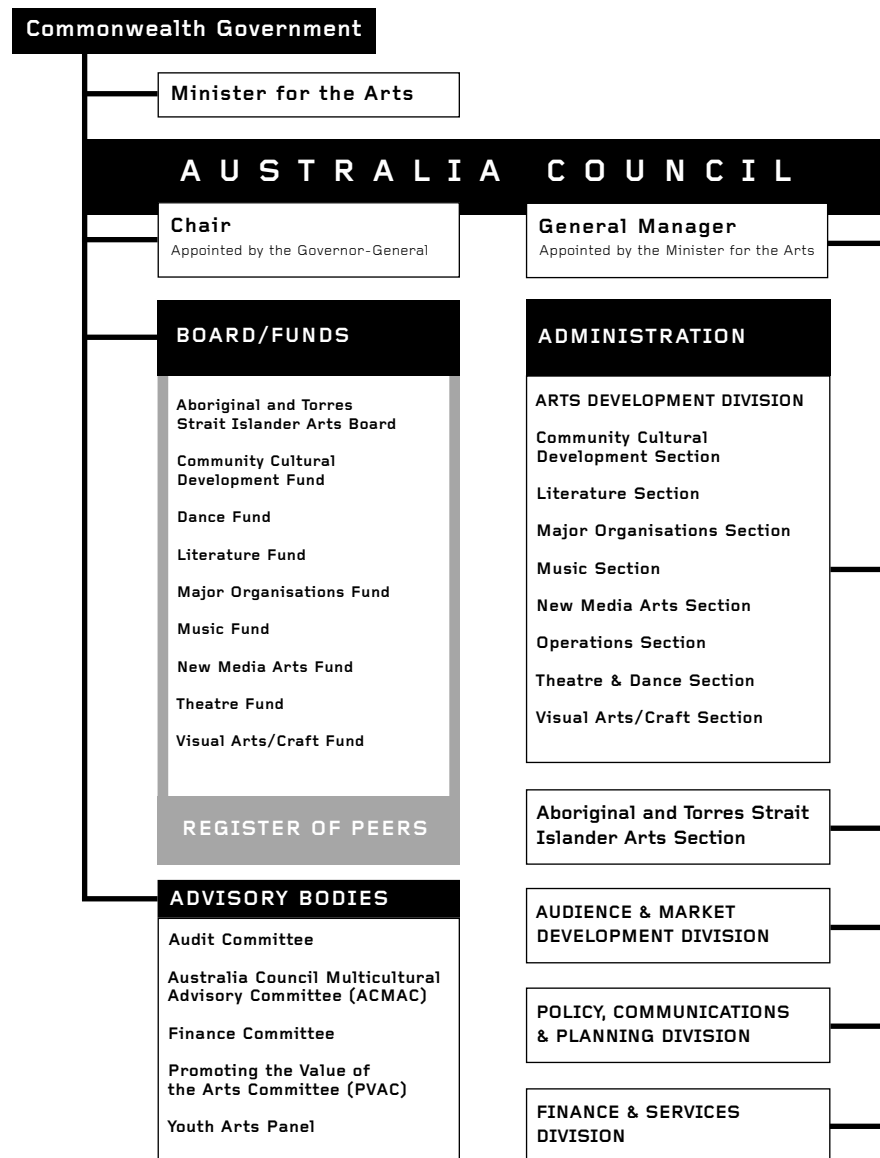 Commonwealth Government
Minister for the Arts
AUSTRALIA COUNCIL
Chair
Appointed by the Governor-General
General Manager
Appointed by the Minister for the Arts
BOARD/FUNDS
Aboriginal and Torres
Strait Islander Arts Board
Community Cultural
Development Fund
Dance Fund
Literature Fund
Major Organisations Fund
Music Fund
New Media Arts Fund
Theatre Fund
Visual Arts/Craft Fund
REGISTER OF PEERS
ADVISORY BODIES
Audit Committee
Australia Council Multicultural
Advisory Committee (ACMAC)
Finance Committee
Promoting the Value of
the Arts Committee (PVAC)
Youth Arts Panel
ADMINISTRATION
ARTS DEVELOPMENT DIVISION
Community Cultural
Development Section
Literature Section
Major Organisations Section
Music Section
New Media Arts Section
Operations Section
Theatre & Dance Section
Visual Arts/Craft Section
Aboriginal and Torres Strait
Islander Arts Section
AUDIENCE & MARKET
DEVELOPMENT DIVISION
POLICY, COMMUNICATIONS
& PLANNING DIVISION
FINANCE & SERVICES
DIVISION